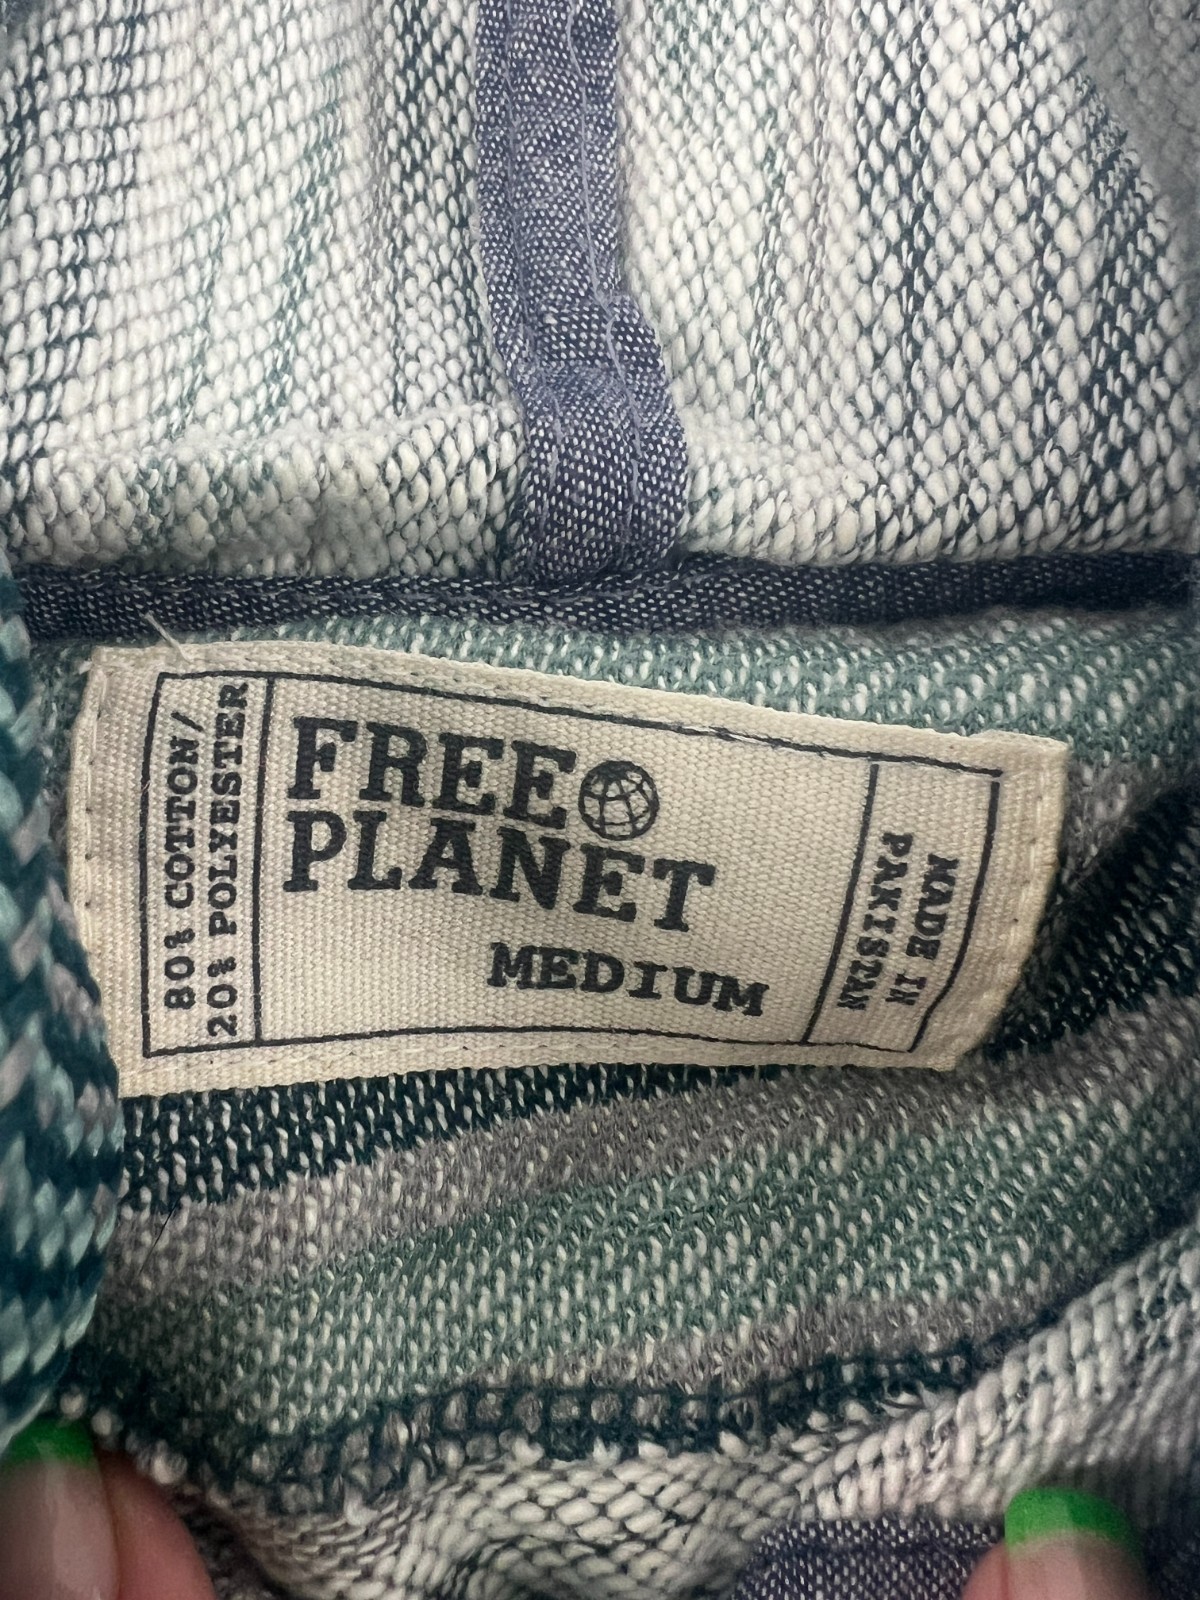 80% COTTON/
20% POLYESTER
FREE
PLANET
MEDIUM
MADE IN
PAKISTAN